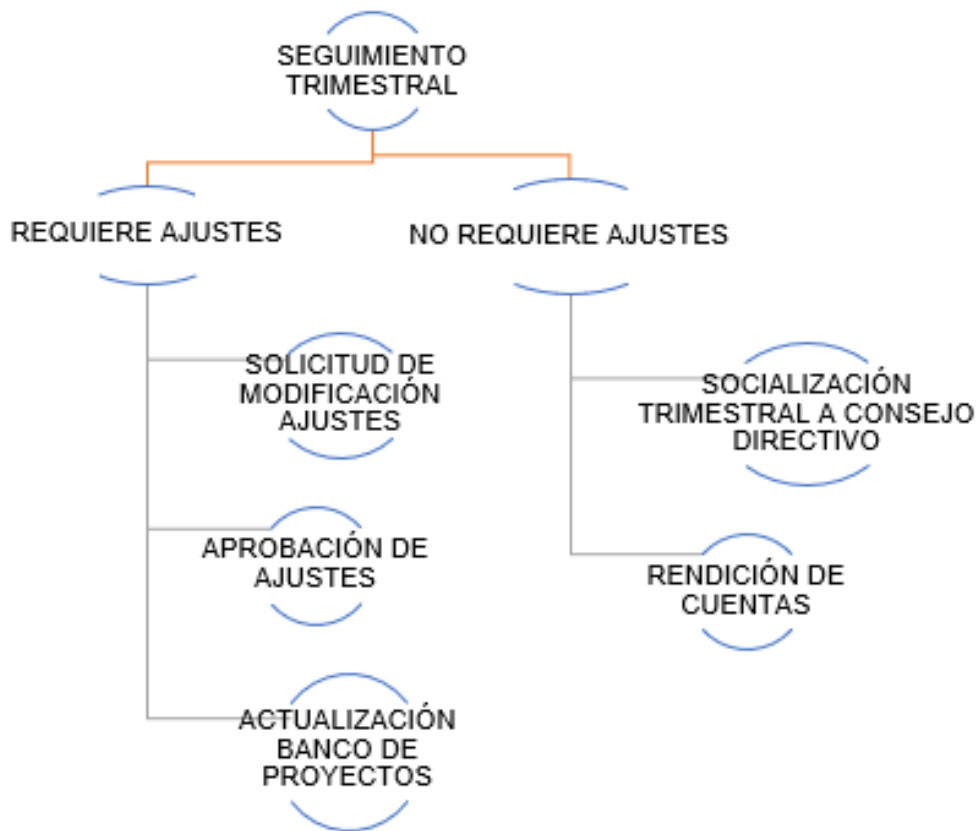 SEGUIMIENTO
TRIMESTRAL
REQUIERE AJUSTES
NO REQUIERE AJUSTES
SOLICITUD DE
MODIFICACIÓN
AJUSTES
SOCIALIZACIÓN
TRIMESTRAL A CONSEJO
DIRECTIVO
APROBACIÓN DE
AJUSTES
RENDICIÓN DE
CUENTAS
ACTUALIZACIÓN
BANCO DE
PROYECTOS